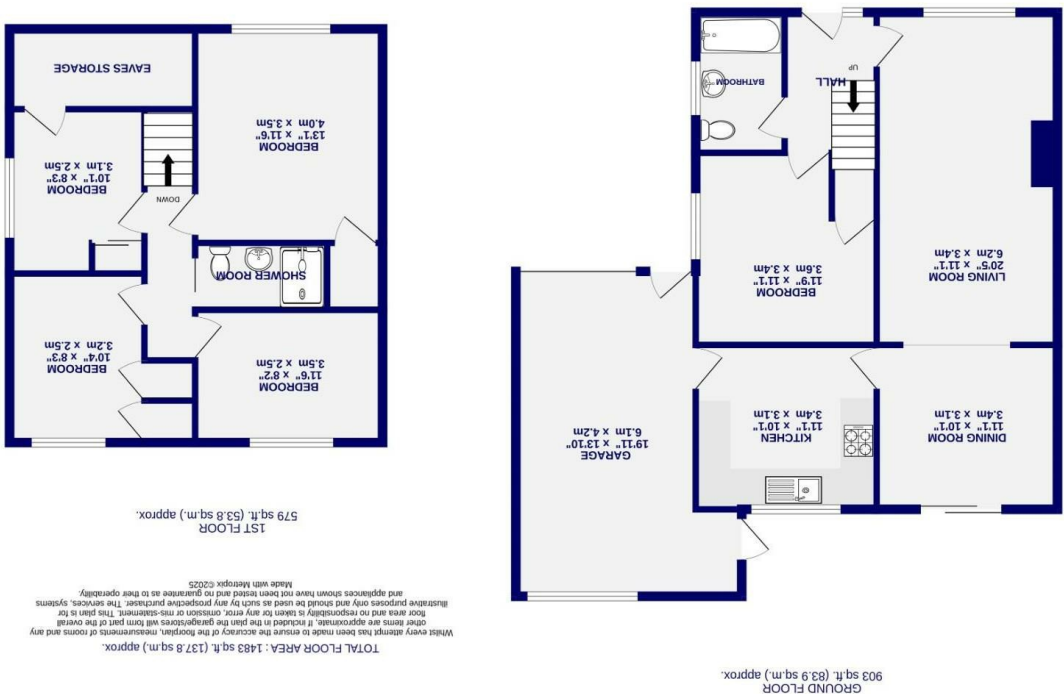 GROUND FLOOR
903 sq.ft. (83.9 sq.m.) approx.
DINING ROOM
11'1" x 10'1"
3.4m x 3.1m
KITCHEN
11'1" x 10'1"
3.4m x 3.1m
GARAGE
19'11" x 13'10"
6.1m x 4.2m
LIVING ROOM
20'5" x 11'1"
6.2m x 3.4m
BEDROOM
11'9" x 11'1"
3.6m x 3.4m
HALL
UP
BATHROOM
TOTAL FLOOR AREA : 1483 sq.ft. (137.8 sq.m.) approx.
Whilst every attempt has been made to ensure the accuracy of the floorplan, measurements of rooms and any
other items are approximate, if included in the plan the garage/stores will form part of the overall
floor area and no responsibility is taken for any error, omission or mis-statement. This plan is for
illustrative purposes only and should be used as such by any prospective purchaser. The services, systems
and appliances shown have not been tested and no guarantee as to their operability.
Made with Metropix ©2025
1ST FLOOR
579 sq.ft. (53.8 sq.m.) approx.
BEDROOM
11'6" x 8'2"
3.5m x 2.5m
BEDROOM
10'4" x 8'3"
3.2m x 2.5m
SHOWER ROOM
DOWN
BEDROOM
10'1" x 8'3"
3.1m x 2.5m
BEDROOM
13'1" x 11'6"
4.0m x 3.5m
EAVES STORAGE